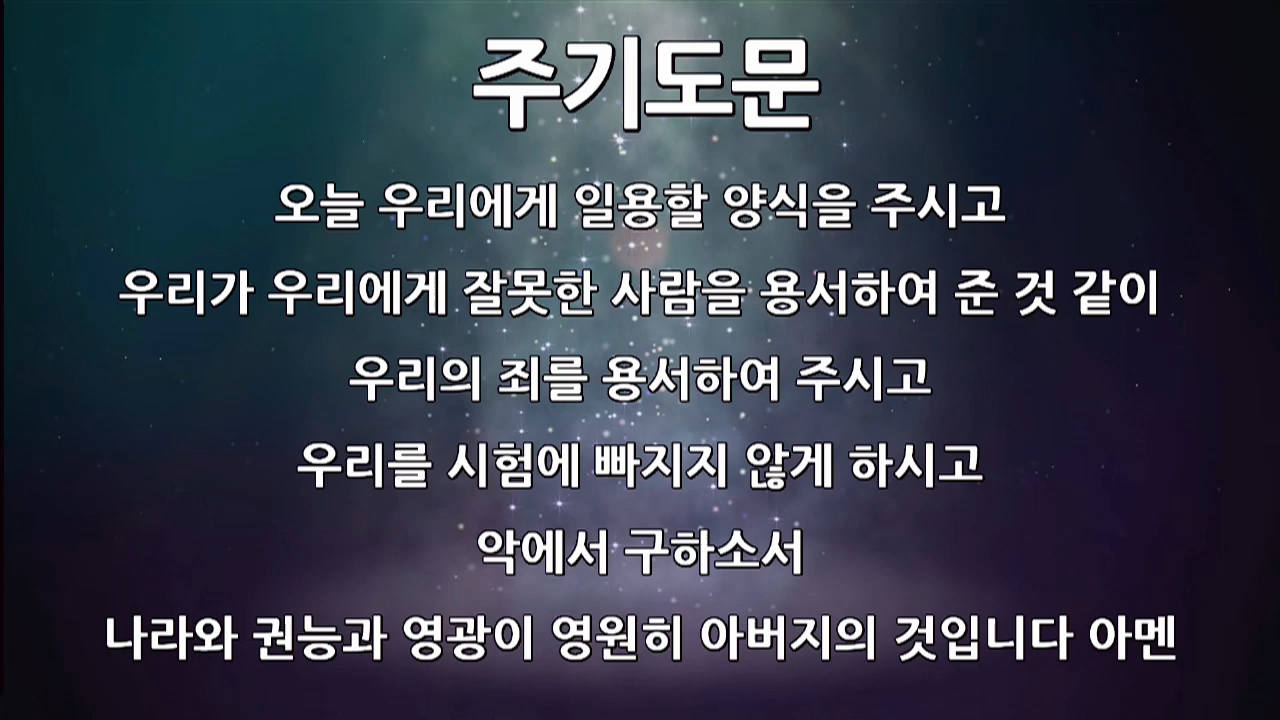 주기도문
오늘 우리에게 일용할 양식을 주시고
우리가 우리에게 잘못한 사람을 용서하여 준 것 같이
우리의 죄를 용서하여 주시고
우리를 시험에 빠지지 않게 하시고
악에서 구하소서
나라와 권능과 영광이 영원히 아버지의 것입니다 아멘